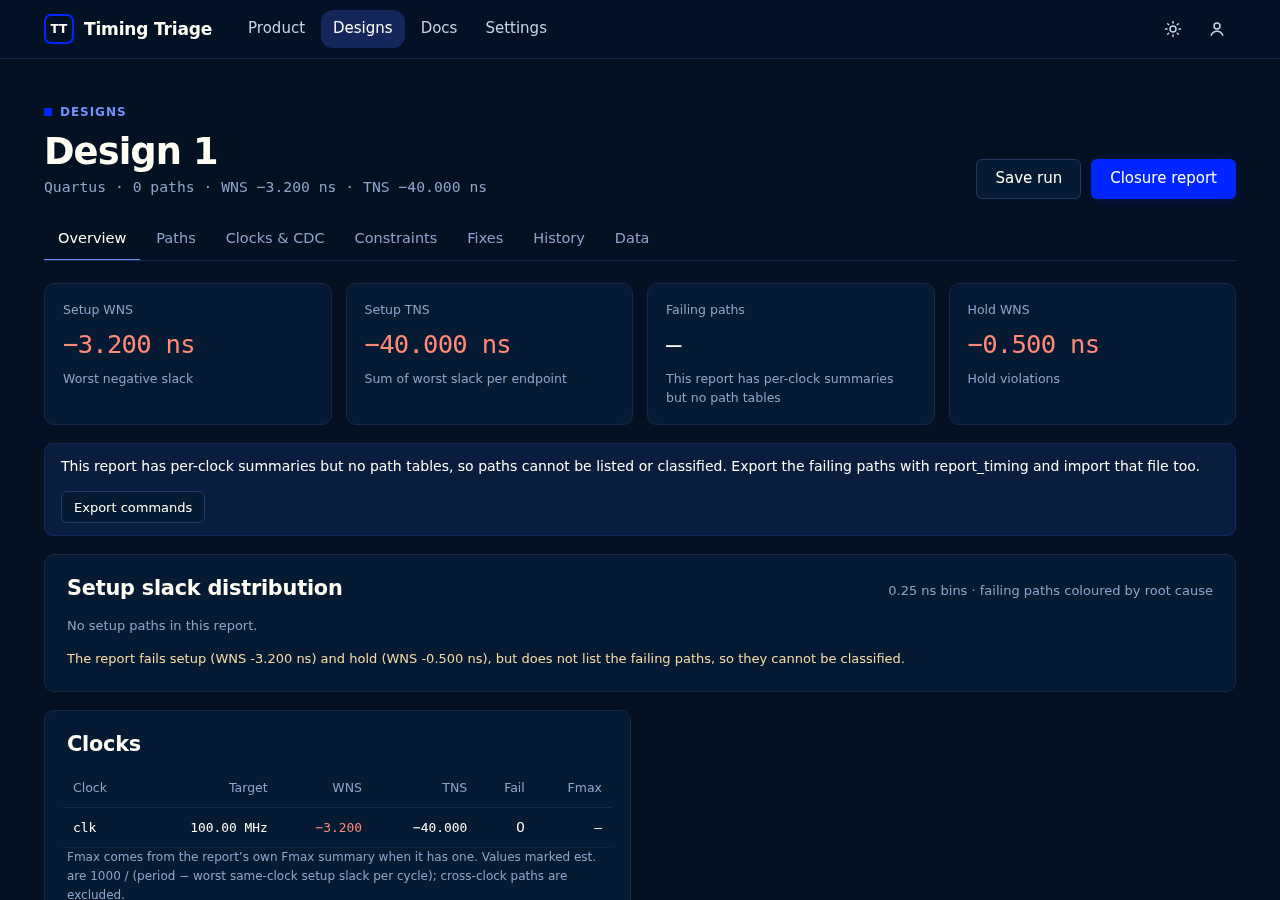 TT Timing Triage Product Designs Docs Settings
DESIGNS
Design 1
Quartus · 0 paths · WNS −3.200 ns · TNS −40.000 ns
Save run Closure report
Overview Paths Clocks & CDC Constraints Fixes History Data
Setup WNS
−3.200 ns
Worst negative slack
Setup TNS
−40.000 ns
Sum of worst slack per endpoint
Failing paths
—
This report has per-clock summaries
but no path tables
Hold WNS
−0.500 ns
Hold violations
This report has per-clock summaries but no path tables, so paths cannot be listed or classified. Export the failing paths with report_timing and import that file too.
Export commands
Setup slack distribution
0.25 ns bins · failing paths coloured by root cause
No setup paths in this report.
The report fails setup (WNS -3.200 ns) and hold (WNS -0.500 ns), but does not list the failing paths, so they cannot be classified.
Clocks
Clock Target WNS TNS Fail Fmax
clk 100.00 MHz −3.200 −40.000 0 —
Fmax comes from the report’s own Fmax summary when it has one. Values marked est.
are 1000 / (period − worst same-clock setup slack per cycle); cross-clock paths are
excluded.